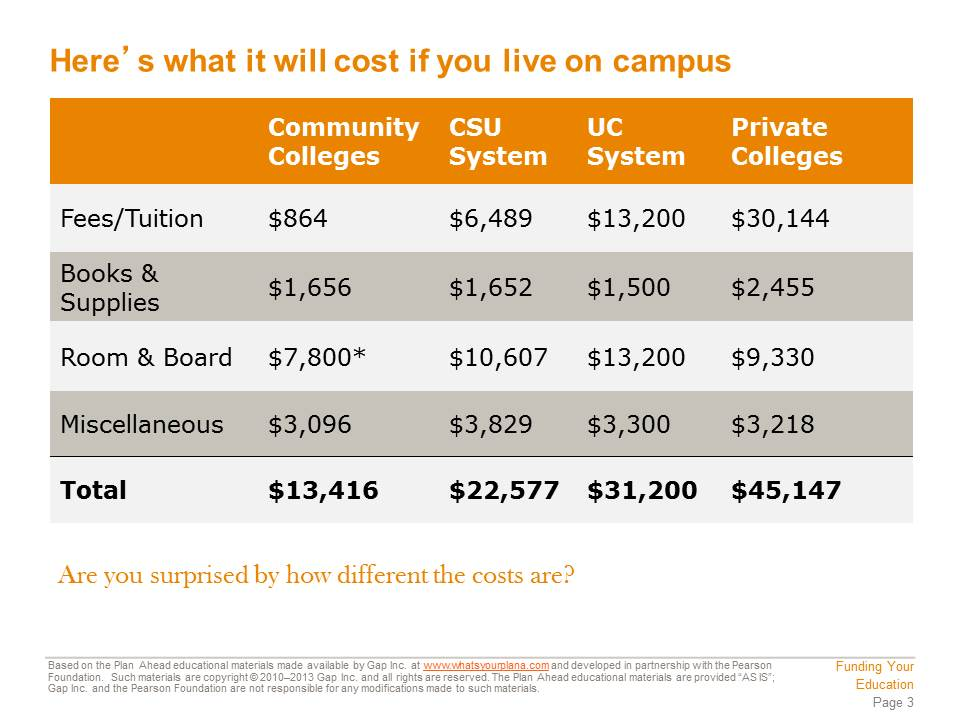 Here’s what it will cost if you live on campus
Community Colleges CSU System UC System Private Colleges
Fees/Tuition $864 $6,489 $13,200 $30,144
Books & Supplies $1,656 $1,652 $1,500 $2,455
Room & Board $7,800* $10,607 $13,200 $9,330
Miscellaneous $3,096 $3,829 $3,300 $3,218
Total $13,416 $22,577 $31,200 $45,147
Are you surprised by how different the costs are?
Based on the Plan Ahead educational materials made available by Gap Inc. at www.whatsyourplana.com and developed in partnership with the Pearson
Foundation. Such materials are copyright © 2010–2013 Gap Inc. and all rights are reserved. The Plan Ahead educational materials are provided “AS IS”;
Gap Inc. and the Pearson Foundation are not responsible for any modifications made to such materials.
Funding Your
Education
Page 3